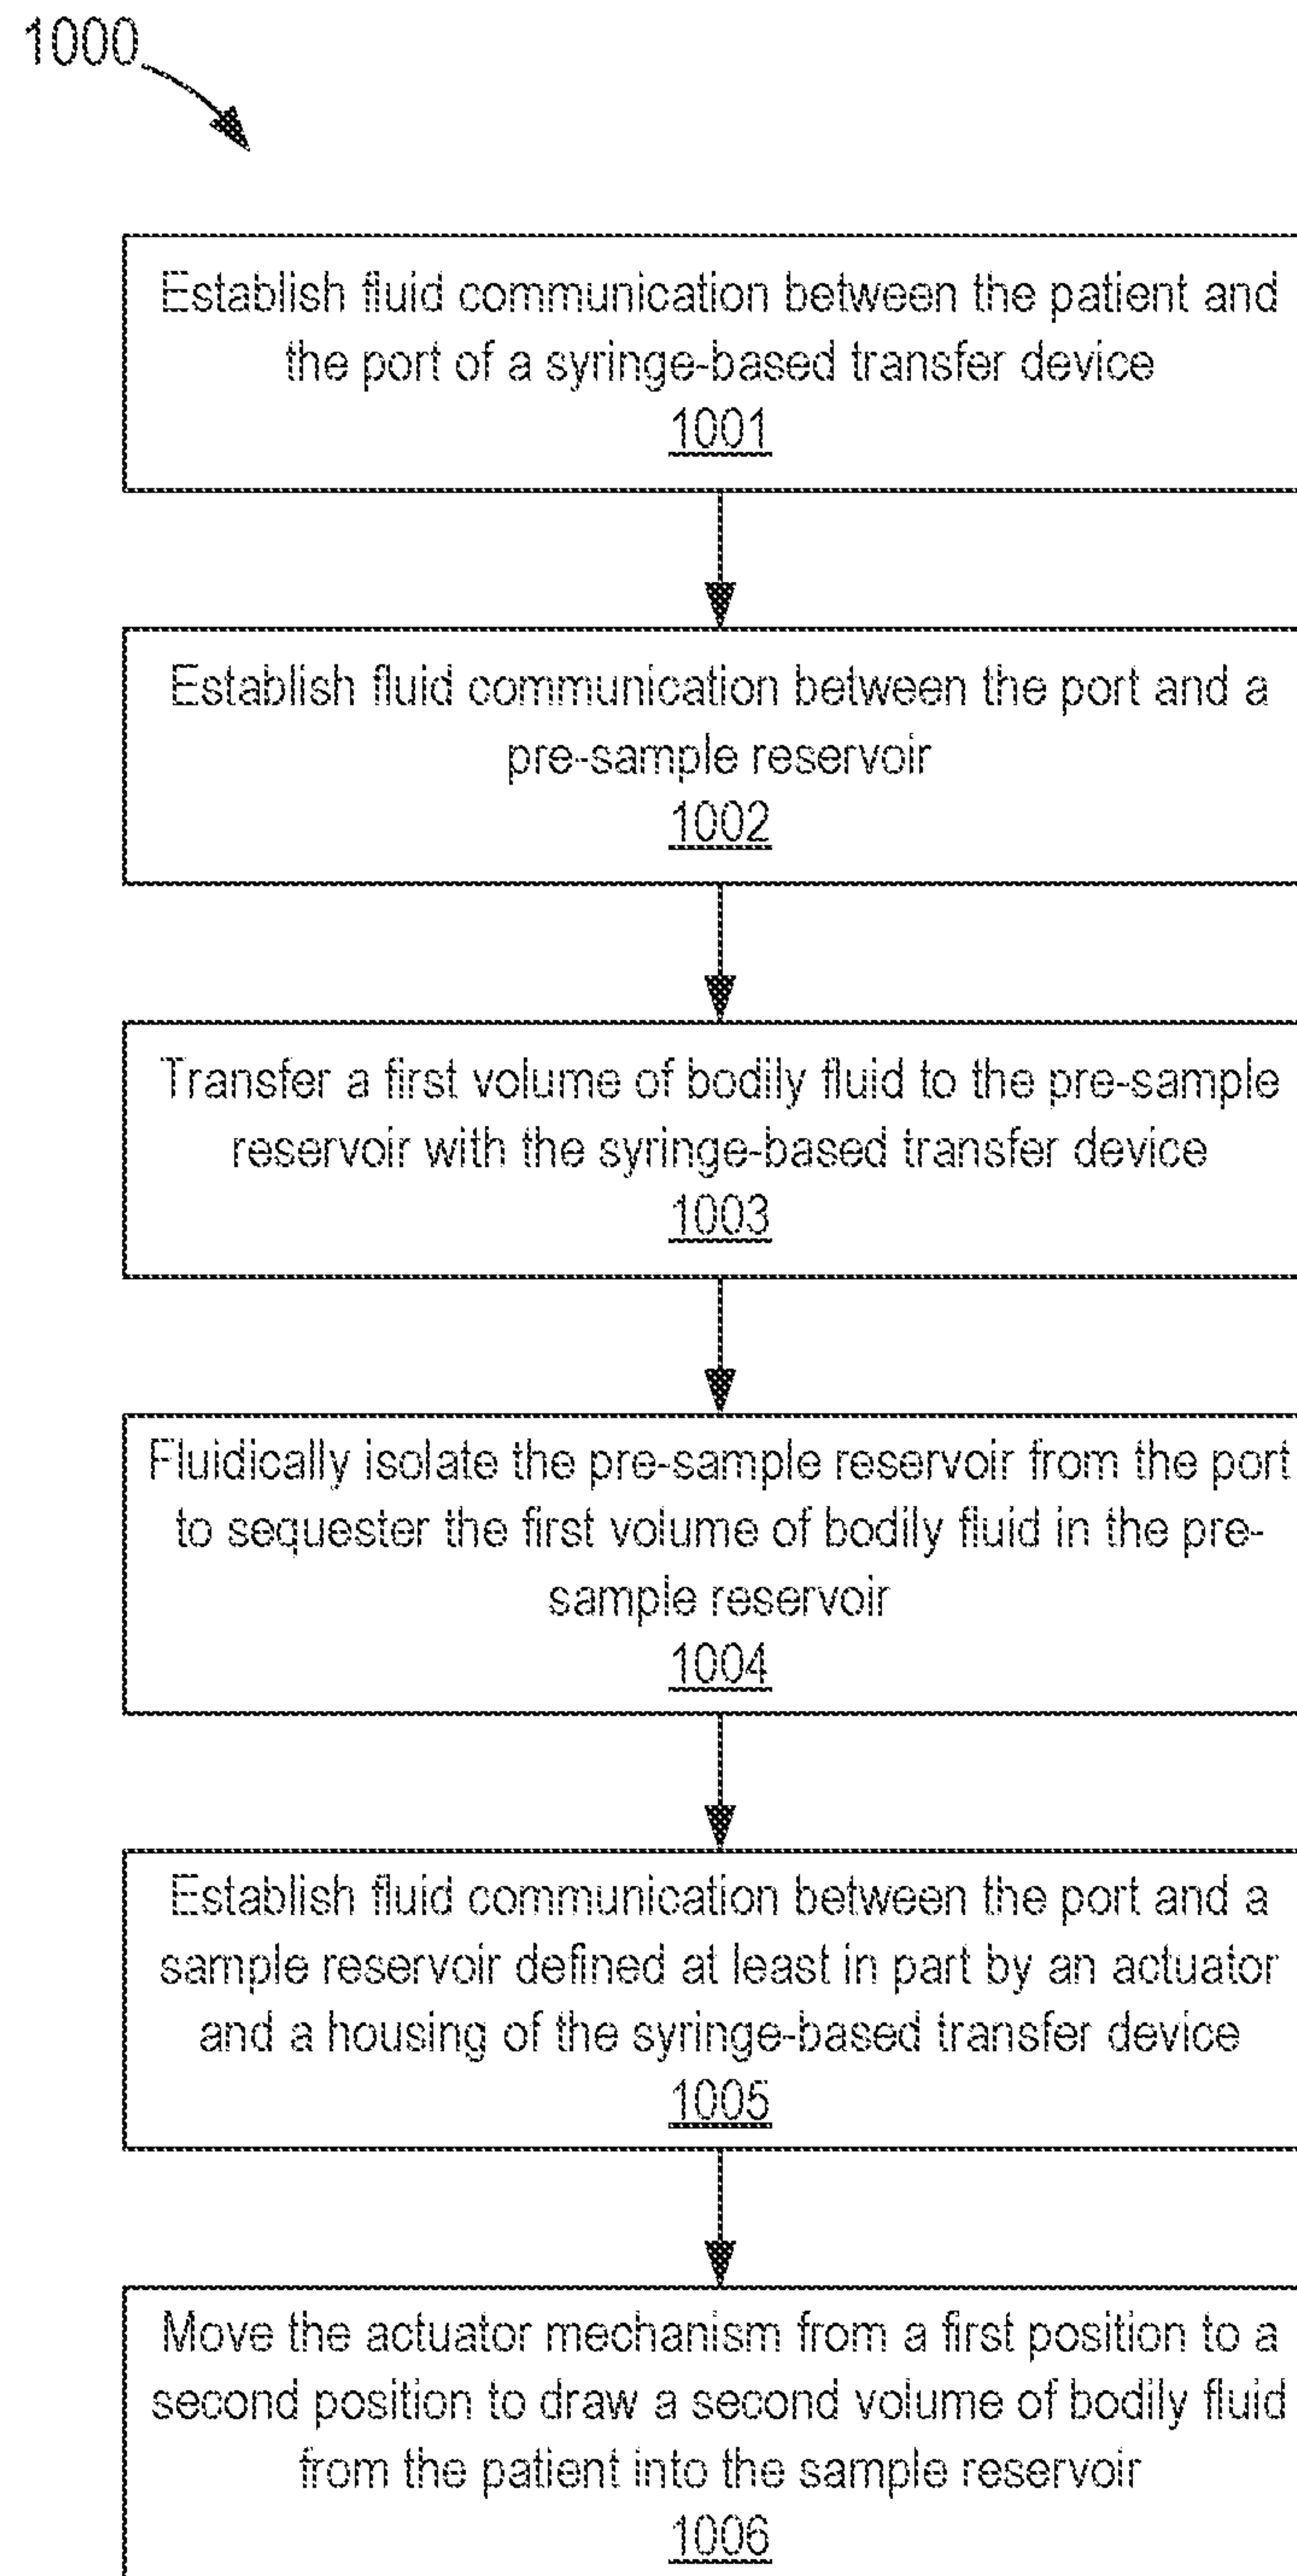 1000
Establish fluid communication between the patient and
the port of a syringe-based transfer device
1001
Establish fluid communication between the port and a
pre-sample reservoir
1002
Transfer a first volume of bodily fluid to the pre-sample
reservoir with the syringe-based transfer device
1003
Fluidically isolate the pre-sample reservoir from the port
to sequester the first volume of bodily fluid in the pre-
sample reservoir
1004
Establish fluid communication between the port and a
sample reservoir defined at least in part by an actuator
and a housing of the syringe-based transfer device
1005
Move the actuator mechanism from a first position to a
second position to draw a second volume of bodily fluid
from the patient into the sample reservoir
1006